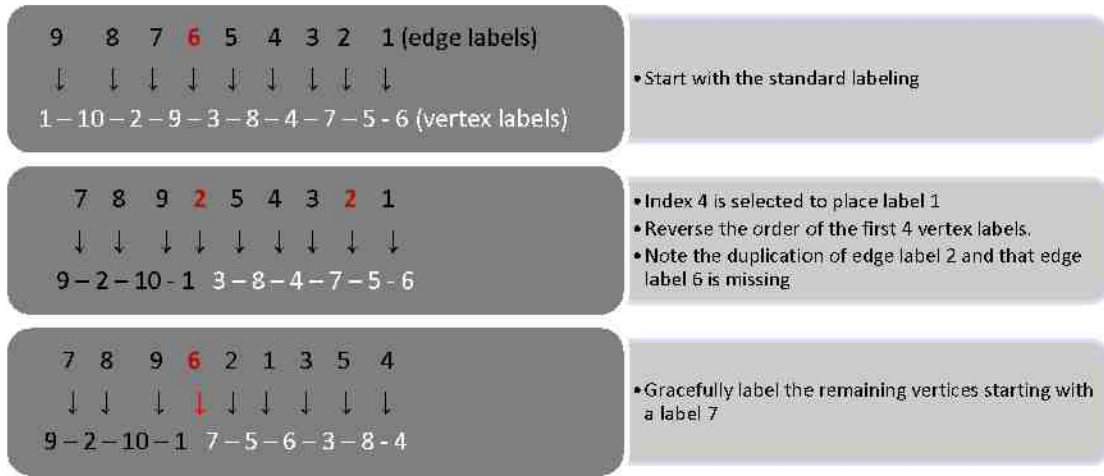 9 8 7 6 5 4 3 2 1 (edge labels)
↓ ↓ ↓ ↓ ↓ ↓ ↓ ↓ ↓
1 – 10 – 2 – 9 – 3 – 8 – 4 – 7 – 5 - 6 (vertex labels)
• Start with the standard labeling
7 8 9 2 5 4 3 2 1
↓ ↓ ↓ ↓ ↓ ↓ ↓ ↓ ↓
9 – 2 – 10 - 1 3 – 8 – 4 – 7 – 5 - 6
• Index 4 is selected to place label 1
• Reverse the order of the first 4 vertex labels.
• Note the duplication of edge label 2 and that edge
label 6 is missing
7 8 9 6 2 1 3 5 4
↓ ↓ ↓ ↓ ↓ ↓ ↓ ↓ ↓
9 – 2 – 10 – 1 7 – 5 – 6 – 3 – 8 - 4
• Gracefully label the remaining vertices starting with
a label 7